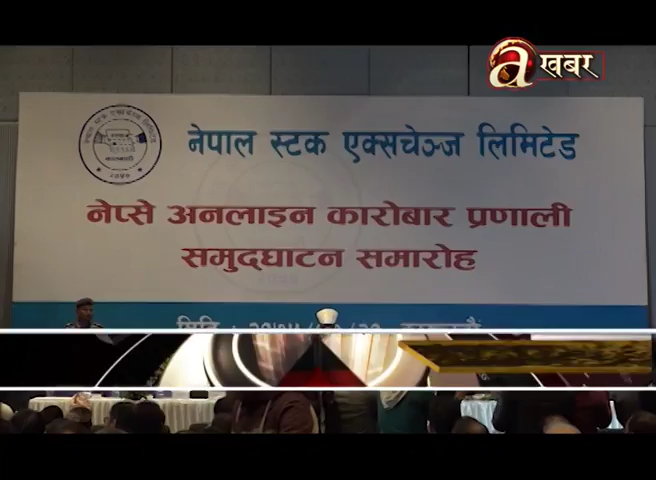 a खबर
नेपाल स्टक एक्सचेञ्ज लिमिटेड
नेप्से अनलाइन कारोबार प्रणाली
समुद्घाटन समारोह